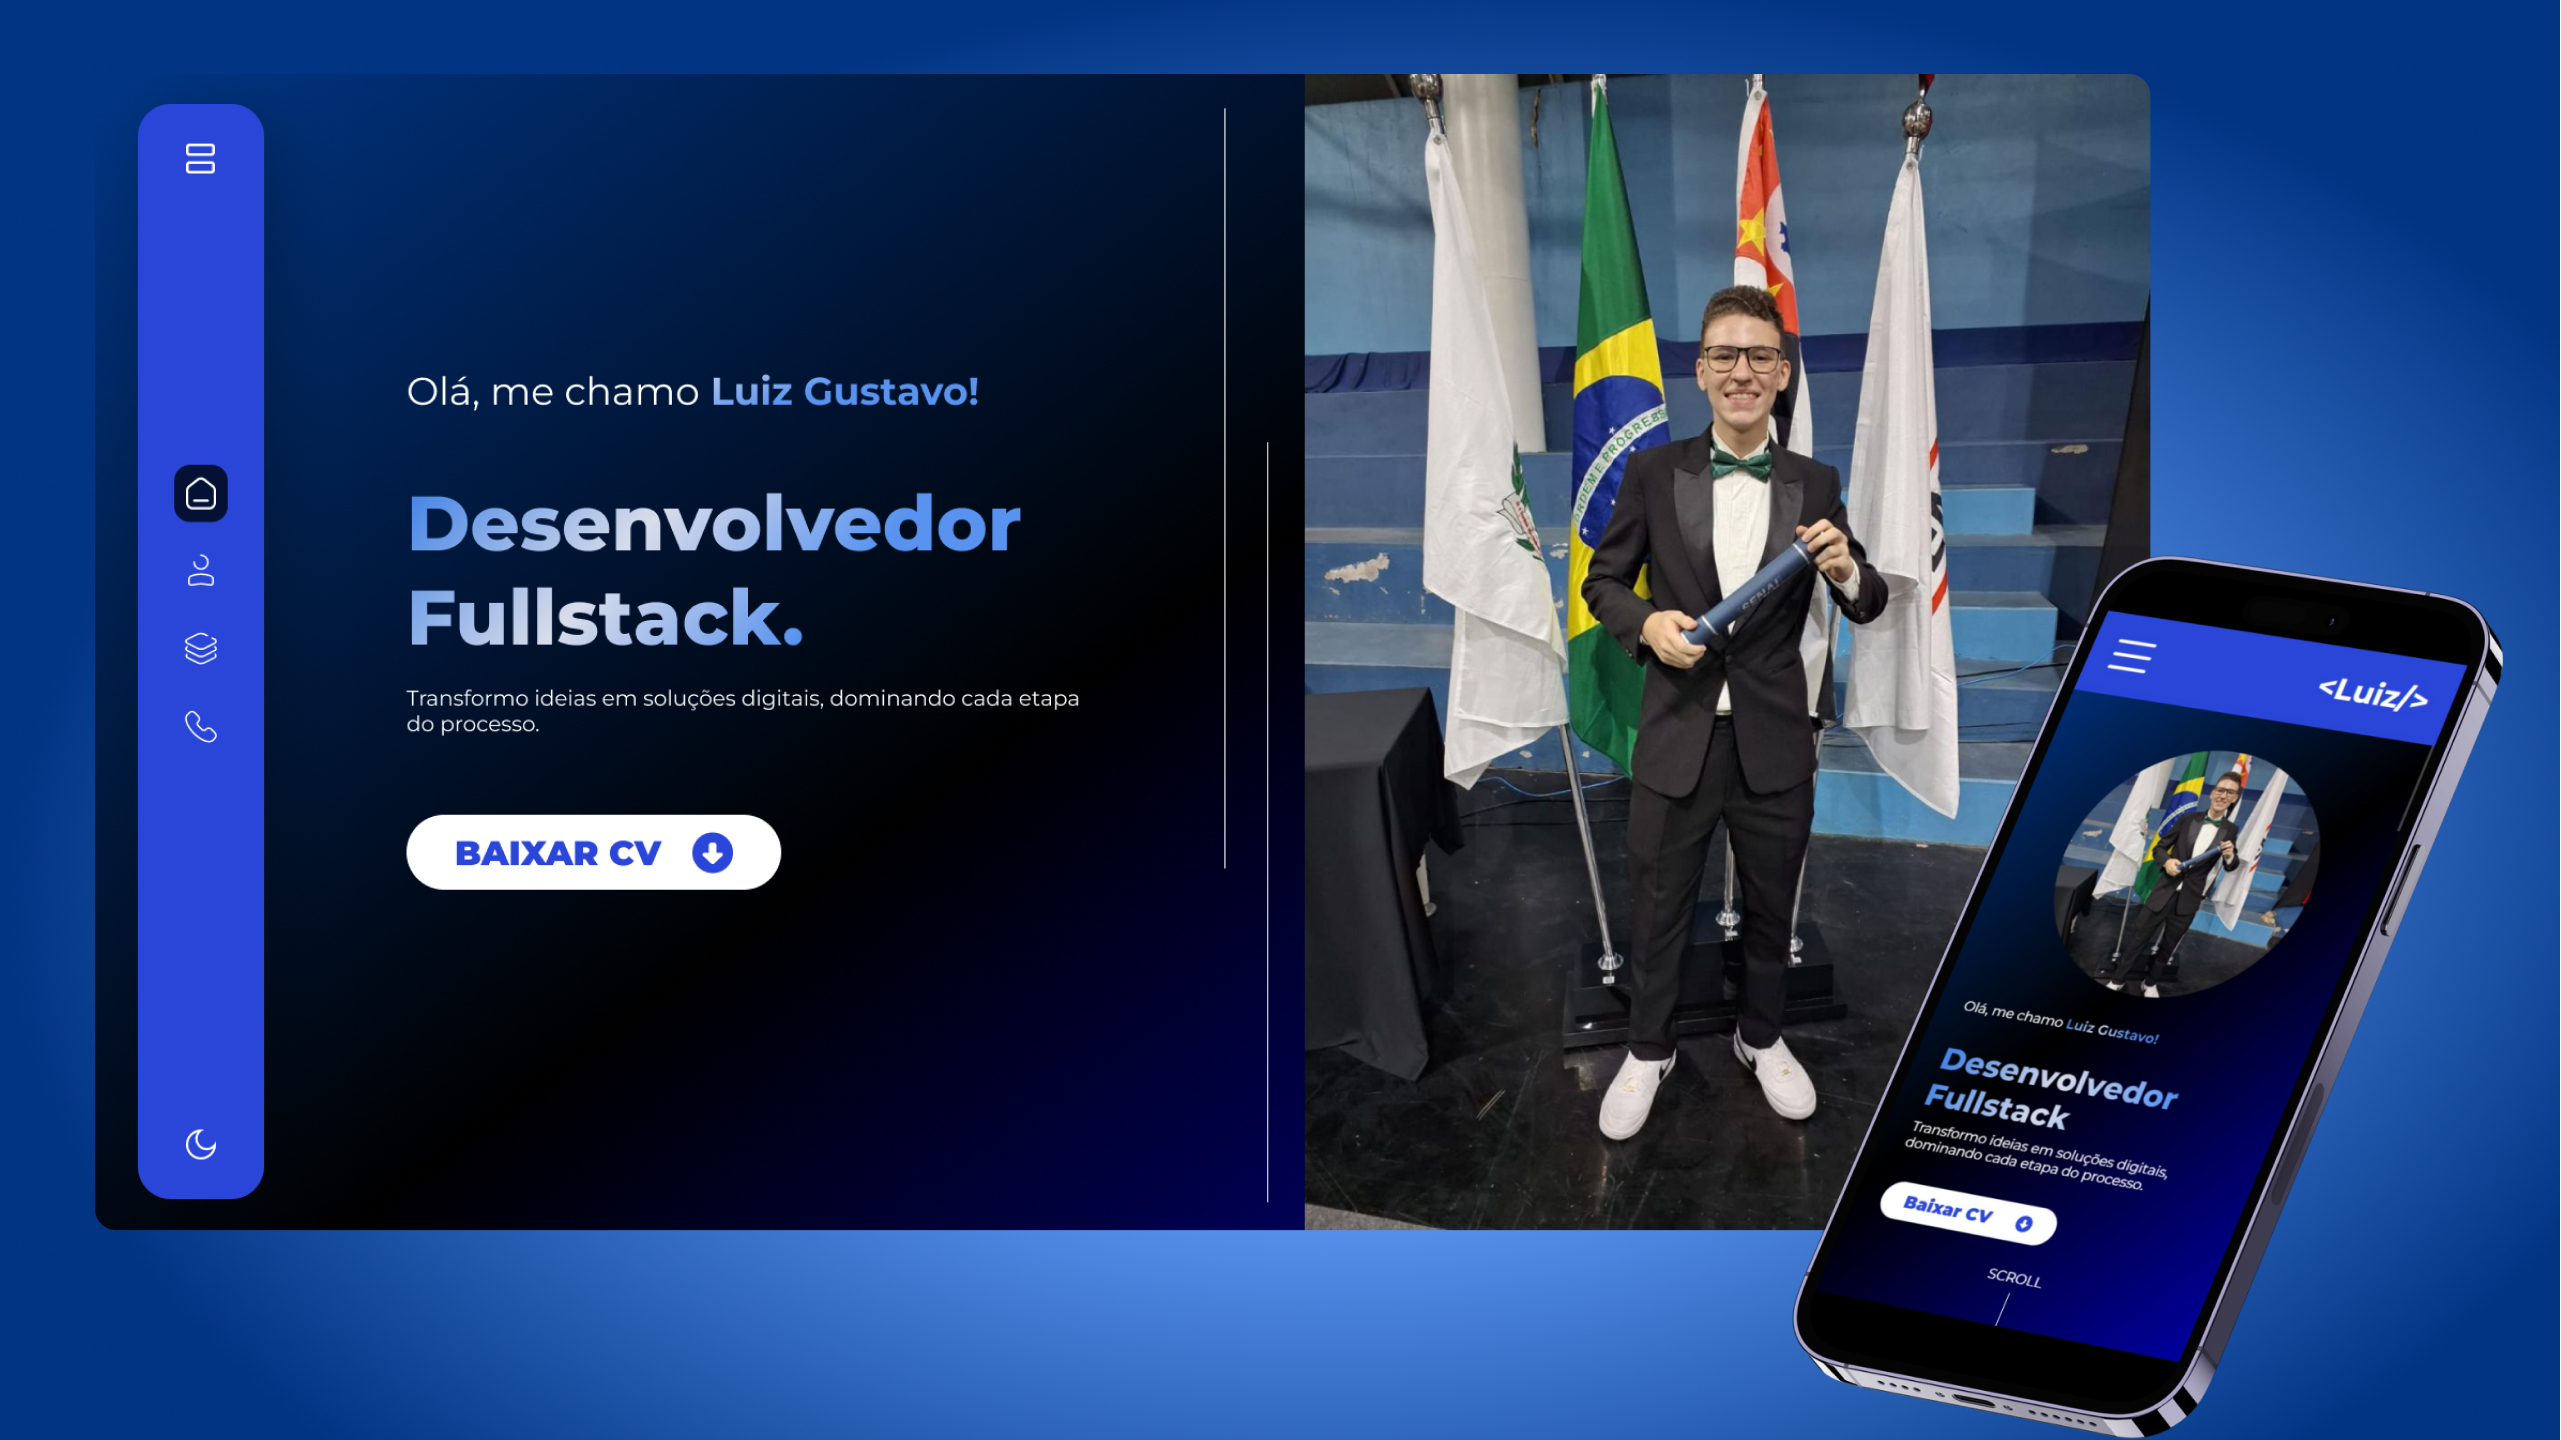 Olá, me chamo Luiz Gustavo!
Desenvolvedor
Fullstack.
Transformo ideias em soluções digitais, dominando cada etapa
do processo.
BAIXAR CV
SENAI
<Luiz/>
Olá, me chamo Luiz Gustavo!
Desenvolvedor
Fullstack
Transformo ideias em soluções digitais,
dominando cada etapa do processo.
Baixar CV
SCROLL